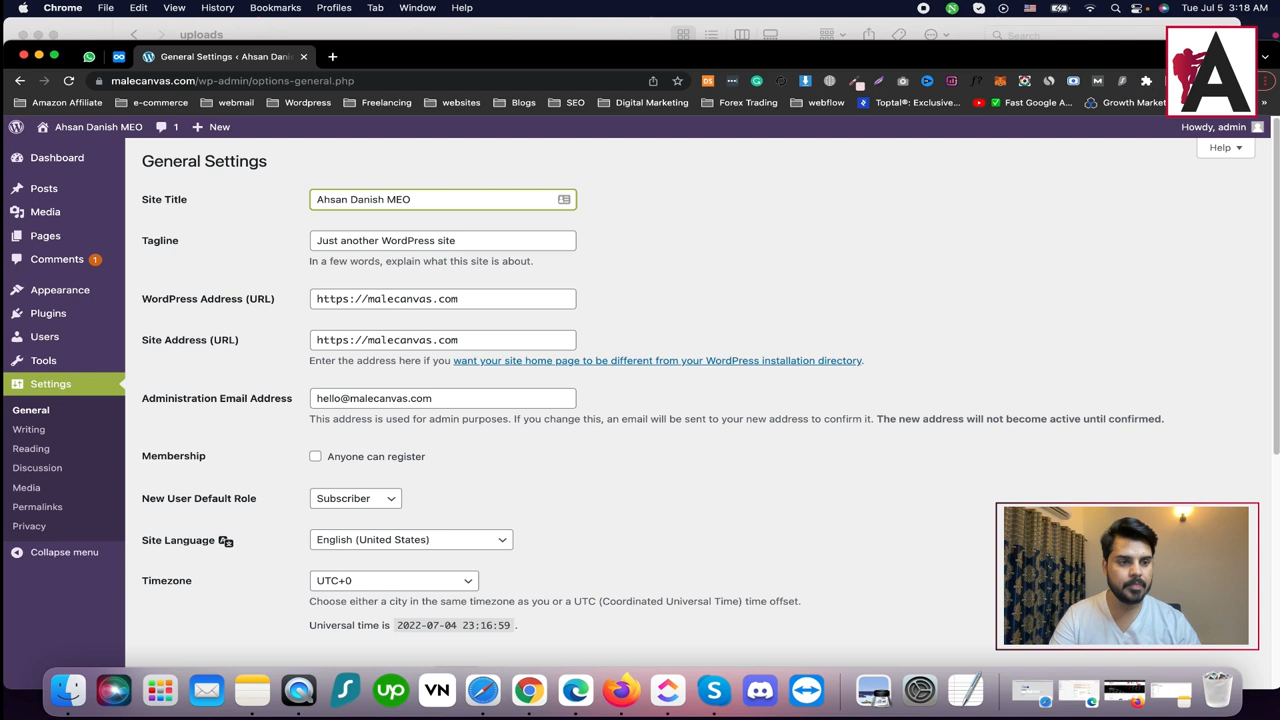 Chrome File Edit View History Bookmarks Profiles Tab Window Help Tue Jul 5 3:18 AM
uploads Search
General Settings ‹ Ahsan Danis
malecanvas.com/wp-admin/options-general.php
Amazon Affiliate e-commerce webmail Wordpress Freelancing websites Blogs SEO Digital Marketing Forex Trading webflow Toptal®: Exclusive... Fast Google A... Growth Market
A
Ahsan Danish MEO 1 New Howdy, admin
Help
Dashboard
Posts
Media
Pages
Comments 1
Appearance
Plugins
Users
Tools
Settings
General
Writing
Reading
Discussion
Media
Permalinks
Privacy
Collapse menu
General Settings
Site Title Ahsan Danish MEO
Tagline Just another WordPress site
In a few words, explain what this site is about.
WordPress Address (URL) https://malecanvas.com
Site Address (URL) https://malecanvas.com
Enter the address here if you want your site home page to be different from your WordPress installation directory.
Administration Email Address hello@malecanvas.com
This address is used for admin purposes. If you change this, an email will be sent to your new address to confirm it. The new address will not become active until confirmed.
Membership Anyone can register
New User Default Role Subscriber
Site Language English (United States)
Timezone UTC+0
Choose either a city in the same timezone as you or a UTC (Coordinated Universal Time) time offset.
Universal time is 2022-07-04 23:16:59 .
up VN